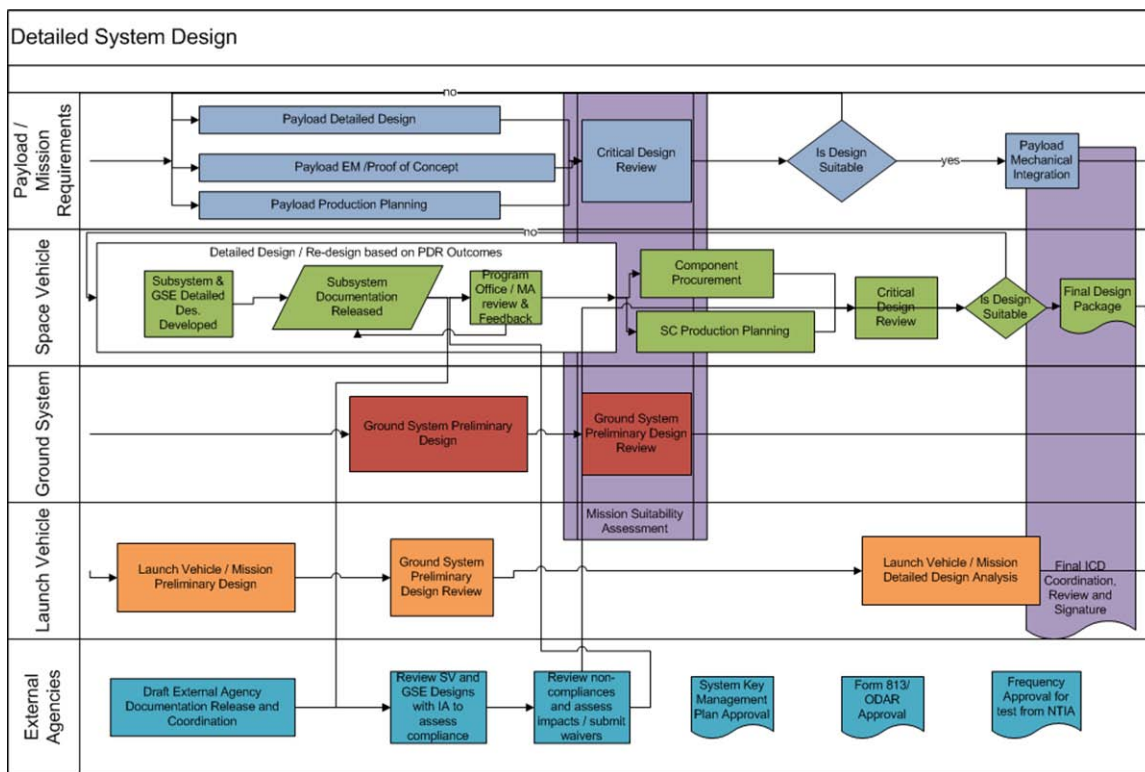 Detailed System Design
Payload /
Mission
Requirements
no
Payload Detailed Design
Payload EM /Proof of Concept
Payload Production Planning
Critical Design
Review
Is Design
Suitable
yes
Payload
Mechanical
Integration
Space Vehicle
no
Detailed Design / Re-design based on PDR Outcomes
Subsystem &
GSE Detailed
Des.
Developed
Subsystem
Documentation
Released
Program
Office / MA
review &
Feedback
Component
Procurement
SC Production Planning
Critical
Design
Review
Is Design
Suitable
Final Design
Package
Ground System
Ground System Preliminary
Design
Ground System
Preliminary Design
Review
Mission Suitability
Assessment
Launch Vehicle
Launch Vehicle / Mission
Preliminary Design
Ground System
Preliminary
Design Review
Launch Vehicle / Mission
Detailed Design Analysis
Final ICD
Coordination,
Review and
Signature
External
Agencies
Draft External Agency
Documentation Release and
Coordination
Review SV and
GSE Designs
with IA to
assess
compliance
Review non-
compliances
and assess
impacts / submit
waivers
System Key
Management
Plan Approval
Form 813/
ODAR
Approval
Frequency
Approval for
test from NTIA